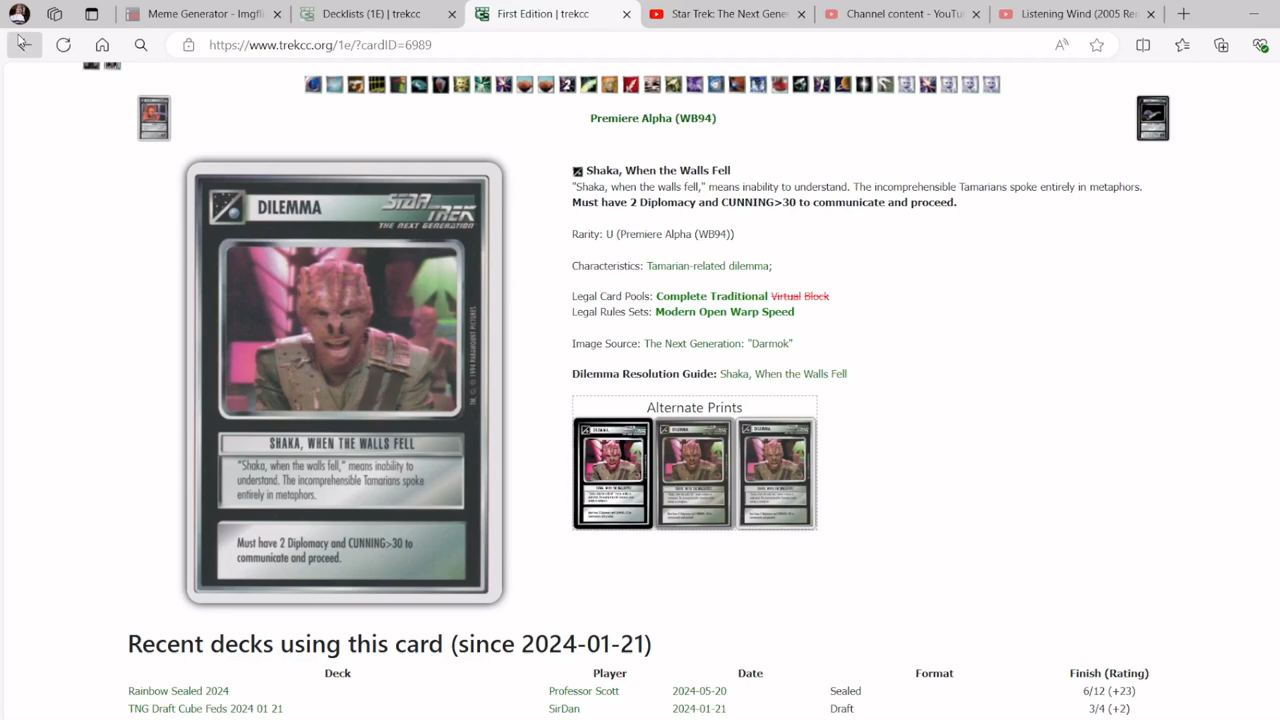 Meme Generator - Imgfli
Decklists (1E) | trekcc
First Edition | trekcc
Star Trek: The Next Gene
Channel content - YouTu
Listening Wind (2005 Re
https://www.trekcc.org/1e/?cardID=6989
Premiere Alpha (WB94)
DILEMMA
STAR TREK
THE NEXT GENERATION
SHAKA, WHEN THE WALLS FELL
"Shaka, when the walls fell," means inability to
understand. The incomprehensible Tamarians spoke
entirely in metaphors.
Must have 2 Diplomacy and CUNNING>30 to
communicate and proceed.
Shaka, When the Walls Fell
"Shaka, when the walls fell," means inability to understand. The incomprehensible Tamarians spoke entirely in metaphors.
Must have 2 Diplomacy and CUNNING>30 to communicate and proceed.
Rarity: U (Premiere Alpha (WB94))
Characteristics: Tamarian-related dilemma;
Legal Card Pools: Complete Traditional Virtual Block
Legal Rules Sets: Modern Open Warp Speed
Image Source: The Next Generation: "Darmok"
Dilemma Resolution Guide: Shaka, When the Walls Fell
Alternate Prints
Recent decks using this card (since 2024-01-21)
Deck Player Date Format Finish (Rating)
Rainbow Sealed 2024 Professor Scott 2024-05-20 Sealed 6/12 (+23)
TNG Draft Cube Feds 2024 01 21 SirDan 2024-01-21 Draft 3/4 (+2)